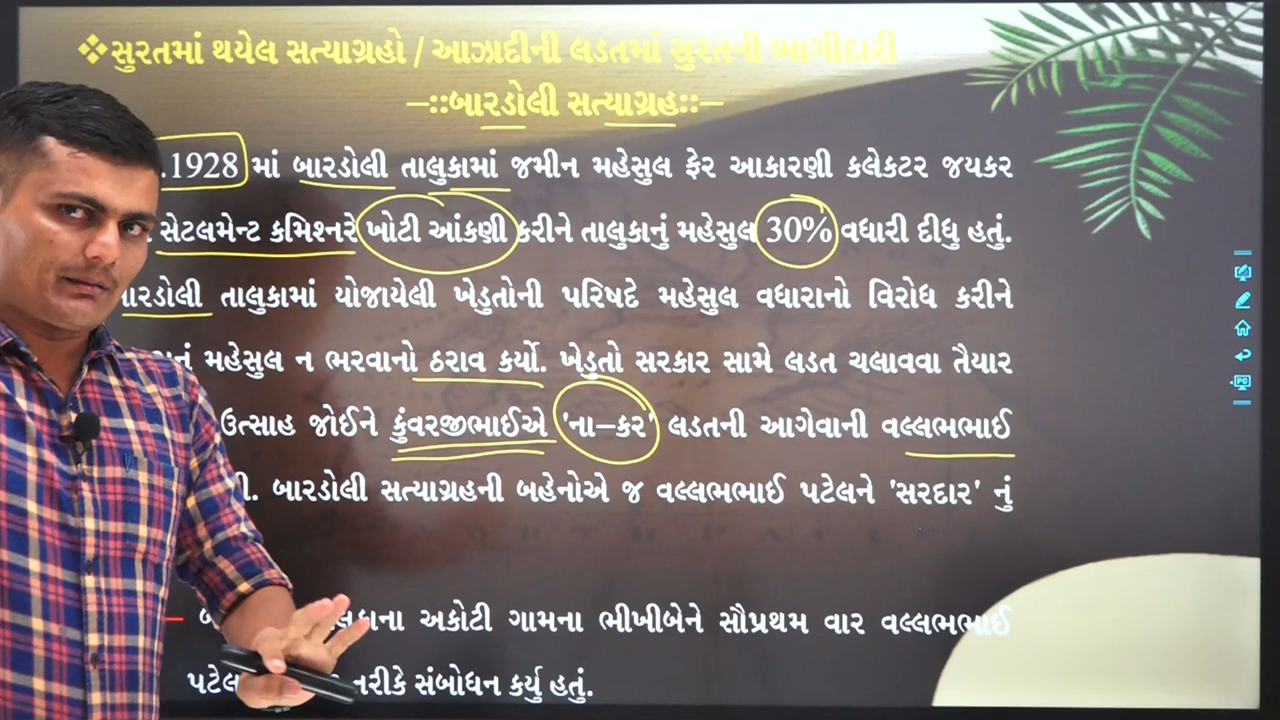 ❖સુરતમાં થયેલ સત્યાગ્રહો / આઝાદીની લડતમાં સુરતની ભાગીદારી
–::બારડોલી સત્યાગ્રહ::–
.1928 માં બારડોલી તાલુકામાં જમીન મહેસુલ ફેર આકારણી કલેકટર જયકર
સેટલમેન્ટ કમિશ્નરે ખોટી આંકણી કરીને તાલુકાનું મહેસુલ 30% વધારી દીધુ હતું.
બારડોલી તાલુકામાં યોજાયેલી ખેડુતોની પરિષદે મહેસુલ વધારાનો વિરોધ કરીને
મહેસુલ ન ભરવાનો ઠરાવ કર્યો. ખેડુતો સરકાર સામે લડત ચલાવવા તૈયાર
ઉત્સાહ જોઈને કુંવરજીભાઈએ 'ના–કર' લડતની આગેવાની વલ્લભભાઈ
બારડોલી સત્યાગ્રહની બહેનોએ જ વલ્લભભાઈ પટેલને 'સરદાર' નું
અકોટી ગામના ભીખીબેને સૌપ્રથમ વાર વલ્લભભાઈ
પટેલ તરીકે સંબોધન કર્યુ હતું.